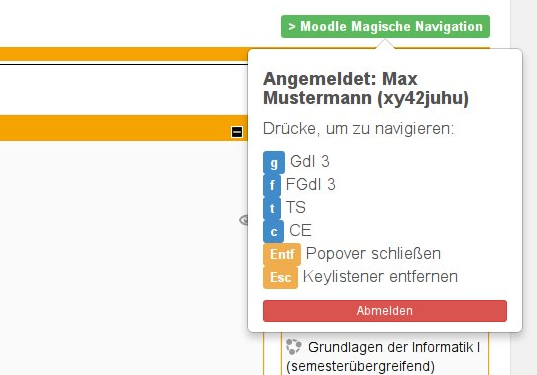 > Moodle Magische Navigation
Angemeldet: Max
Mustermann (xy42juhu)
Drücke, um zu navigieren:
g GdI 3
f FGdI 3
t TS
c CE
Entf Popover schließen
Esc Keylistener entfernen
Abmelden
Grundlagen der Informatik I
(semesterübergreifend)